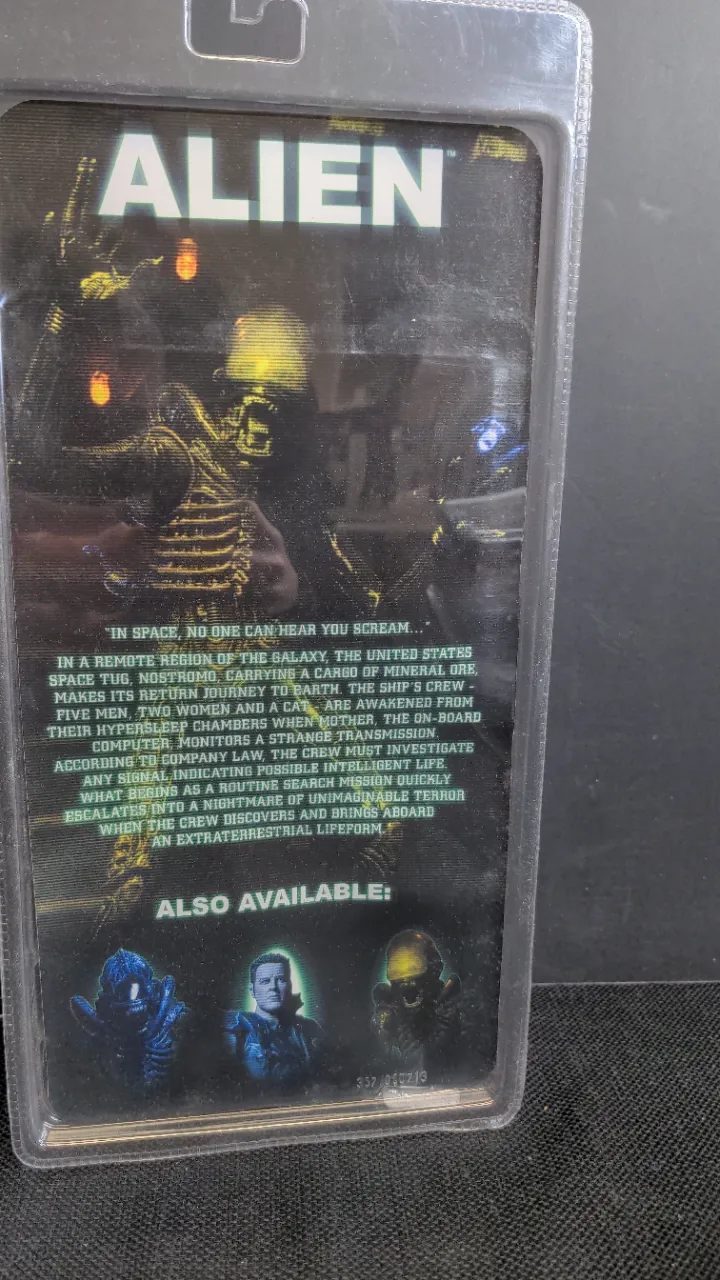 ALIEN™
"IN SPACE, NO ONE CAN HEAR YOU SCREAM..."
IN A REMOTE REGION OF THE GALAXY, THE UNITED STATES
SPACE TUG, NOSTROMO, CARRYING A CARGO OF MINERAL ORE,
MAKES ITS RETURN JOURNEY TO EARTH. THE SHIP'S CREW -
FIVE MEN, TWO WOMEN AND A CAT - ARE AWAKENED FROM
THEIR HYPERSLEEP CHAMBERS WHEN MOTHER, THE ON-BOARD
COMPUTER, MONITORS A STRANGE TRANSMISSION.
ACCORDING TO COMPANY LAW, THE CREW MUST INVESTIGATE
ANY SIGNAL INDICATING POSSIBLE INTELLIGENT LIFE.
WHAT BEGINS AS A ROUTINE SEARCH MISSION QUICKLY
ESCALATES INTO A NIGHTMARE OF UNIMAGINABLE TERROR
WHEN THE CREW DISCOVERS AND BRINGS ABOARD
AN EXTRATERRESTRIAL LIFEFORM.
ALSO AVAILABLE: